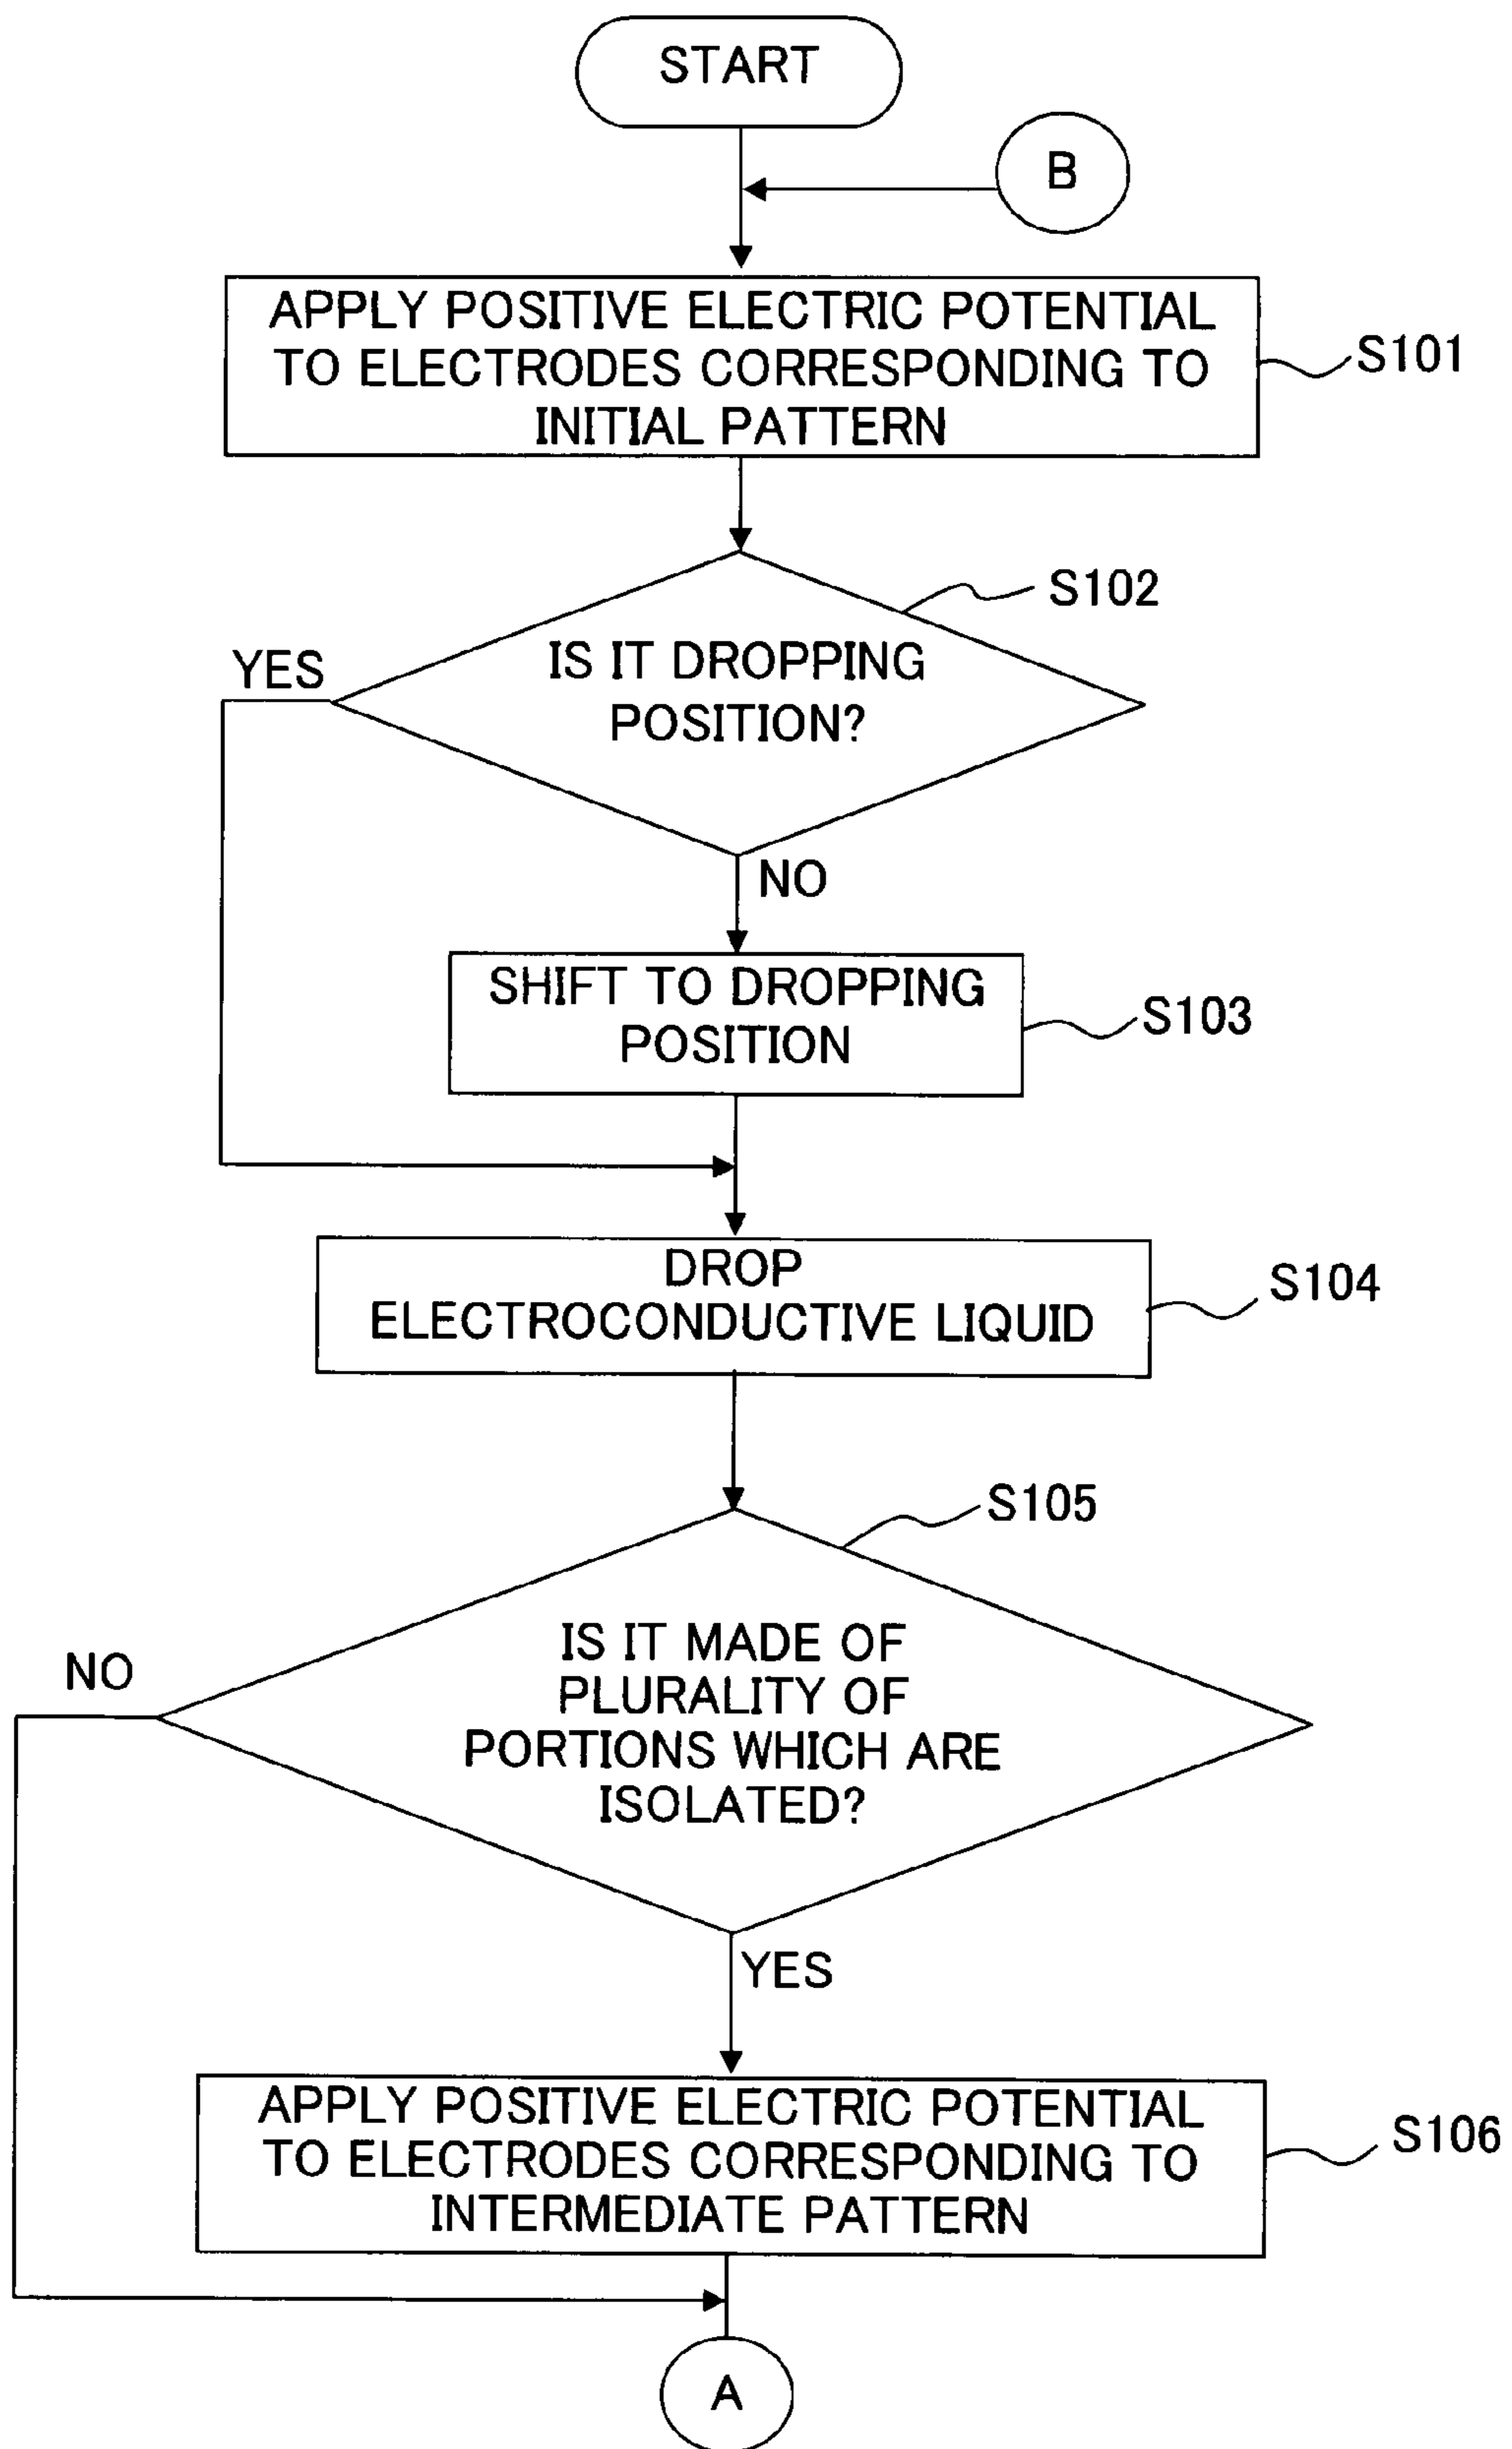 START
B
APPLY POSITIVE ELECTRIC POTENTIAL
TO ELECTRODES CORRESPONDING TO
INITIAL PATTERN
S101
S102
IS IT DROPPING
POSITION?
YES
NO
SHIFT TO DROPPING
POSITION
S103
DROP
ELECTROCONDUCTIVE LIQUID
S104
S105
IS IT MADE OF
PLURALITY OF
PORTIONS WHICH ARE
ISOLATED?
NO
YES
APPLY POSITIVE ELECTRIC POTENTIAL
TO ELECTRODES CORRESPONDING TO
INTERMEDIATE PATTERN
S106
A